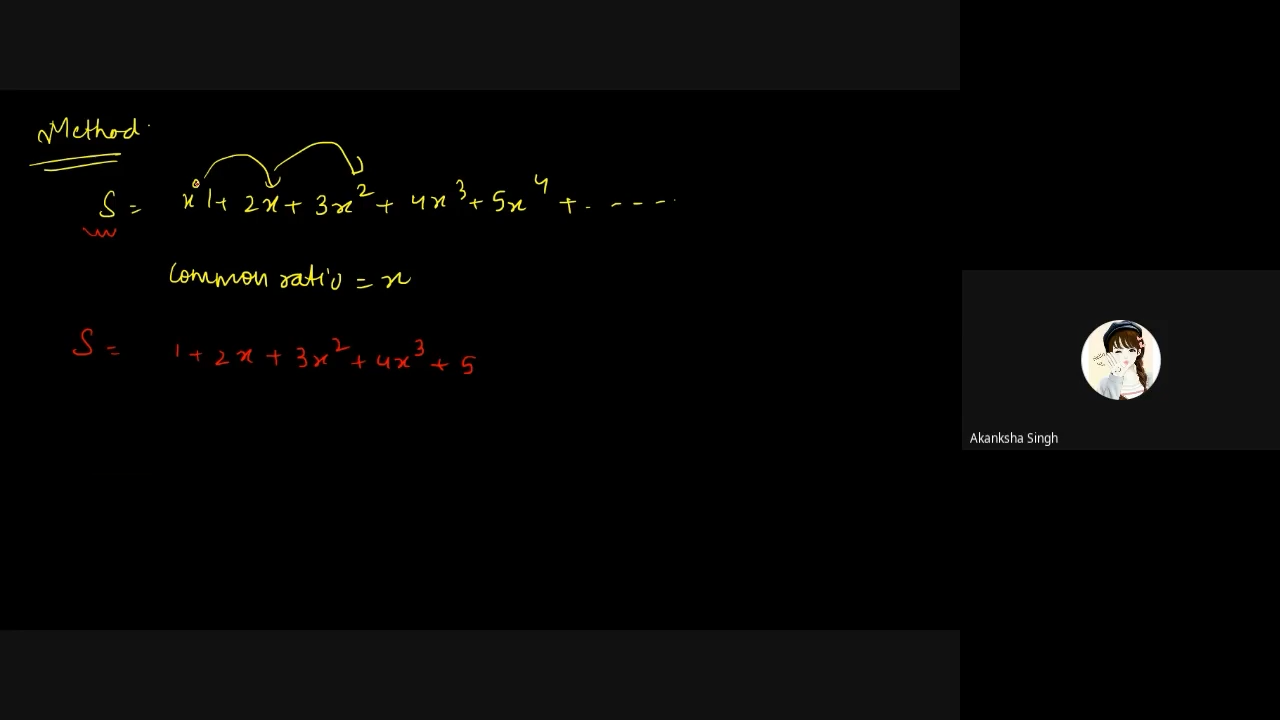 Method.
S = x⁰1 + 2x + 3x² + 4x³ + 5x⁴ + . - - - - .
Common ratio = x
S = 1 + 2x + 3x² + 4x³ + 5
Akanksha Singh